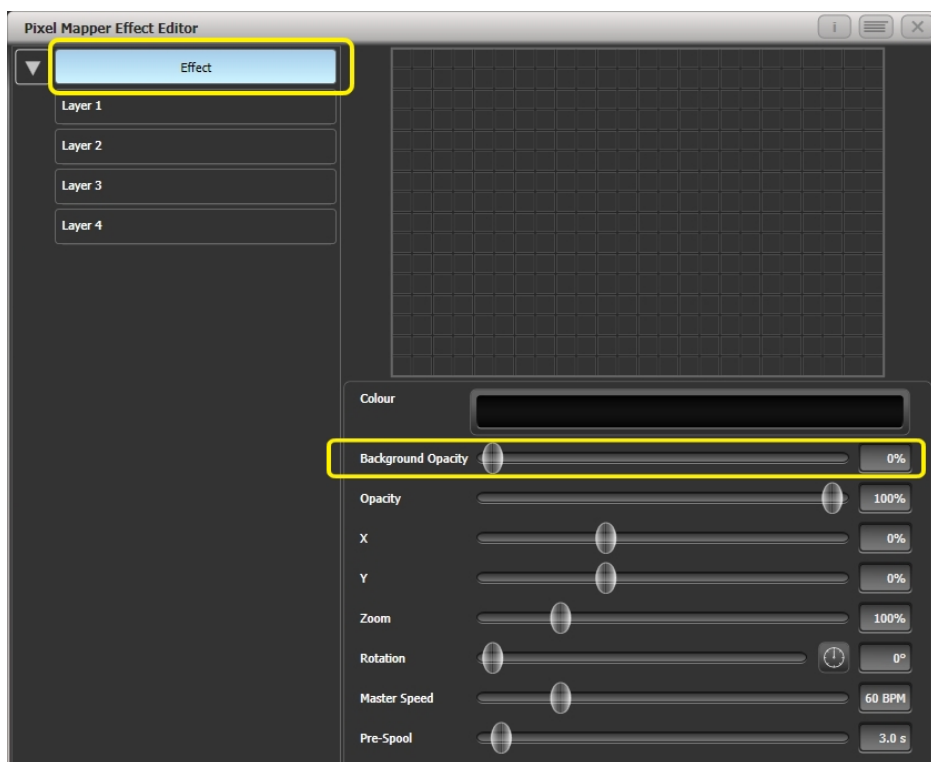 Pixel Mapper Effect Editor
i
Effect
Layer 1
Layer 2
Layer 3
Layer 4
Colour
Background Opacity 0%
Opacity 100%
X 0%
Y 0%
Zoom 100%
Rotation 0°
Master Speed 60 BPM
Pre-Spool 3.0 s